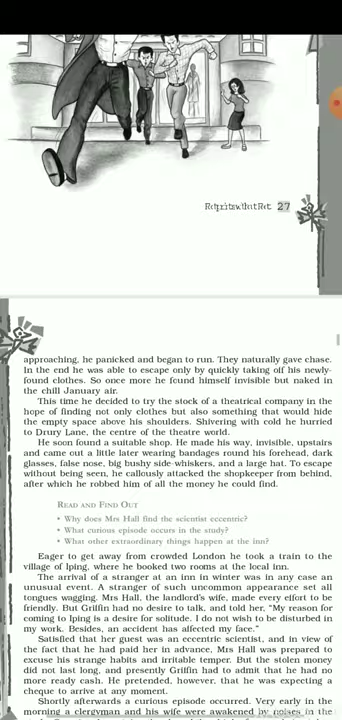 27
approaching, he panicked and began to run. They naturally gave chase.
In the end he was able to escape only by quickly taking off his newly-
found clothes. So once more he found himself invisible but naked in
the chill January air.
This time he decided to try the stock of a theatrical company in the
hope of finding not only clothes but also something that would hide
the empty space above his shoulders. Shivering with cold he hurried
to Drury Lane, the centre of the theatre world.
He soon found a suitable shop. He made his way, invisible, upstairs
and came out a little later wearing bandages round his forehead, dark
glasses, false nose, big bushy side-whiskers, and a large hat. To escape
without being seen, he callously attacked the shopkeeper from behind,
after which he robbed him of all the money he could find.
READ AND FIND OUT
• Why does Mrs Hall find the scientist eccentric?
• What curious episode occurs in the study?
• What other extraordinary things happen at the inn?
Eager to get away from crowded London he took a train to the
village of Iping, where he booked two rooms at the local inn.
The arrival of a stranger at an inn in winter was in any case an
unusual event. A stranger of such uncommon appearance set all
tongues wagging. Mrs Hall, the landlord's wife, made every effort to be
friendly. But Griffin had no desire to talk, and told her, "My reason for
coming to Iping is a desire for solitude. I do not wish to be disturbed in
my work. Besides, an accident has affected my face."
Satisfied that her guest was an eccentric scientist, and in view of
the fact that he had paid her in advance, Mrs Hall was prepared to
excuse his strange habits and irritable temper. But the stolen money
did not last long, and presently Griffin had to admit that he had no
more ready cash. He pretended, however, that he was expecting a
cheque to arrive at any moment.
Shortly afterwards a curious episode occurred. Very early in the
morning a clergyman and his wife were awakened by noises in the